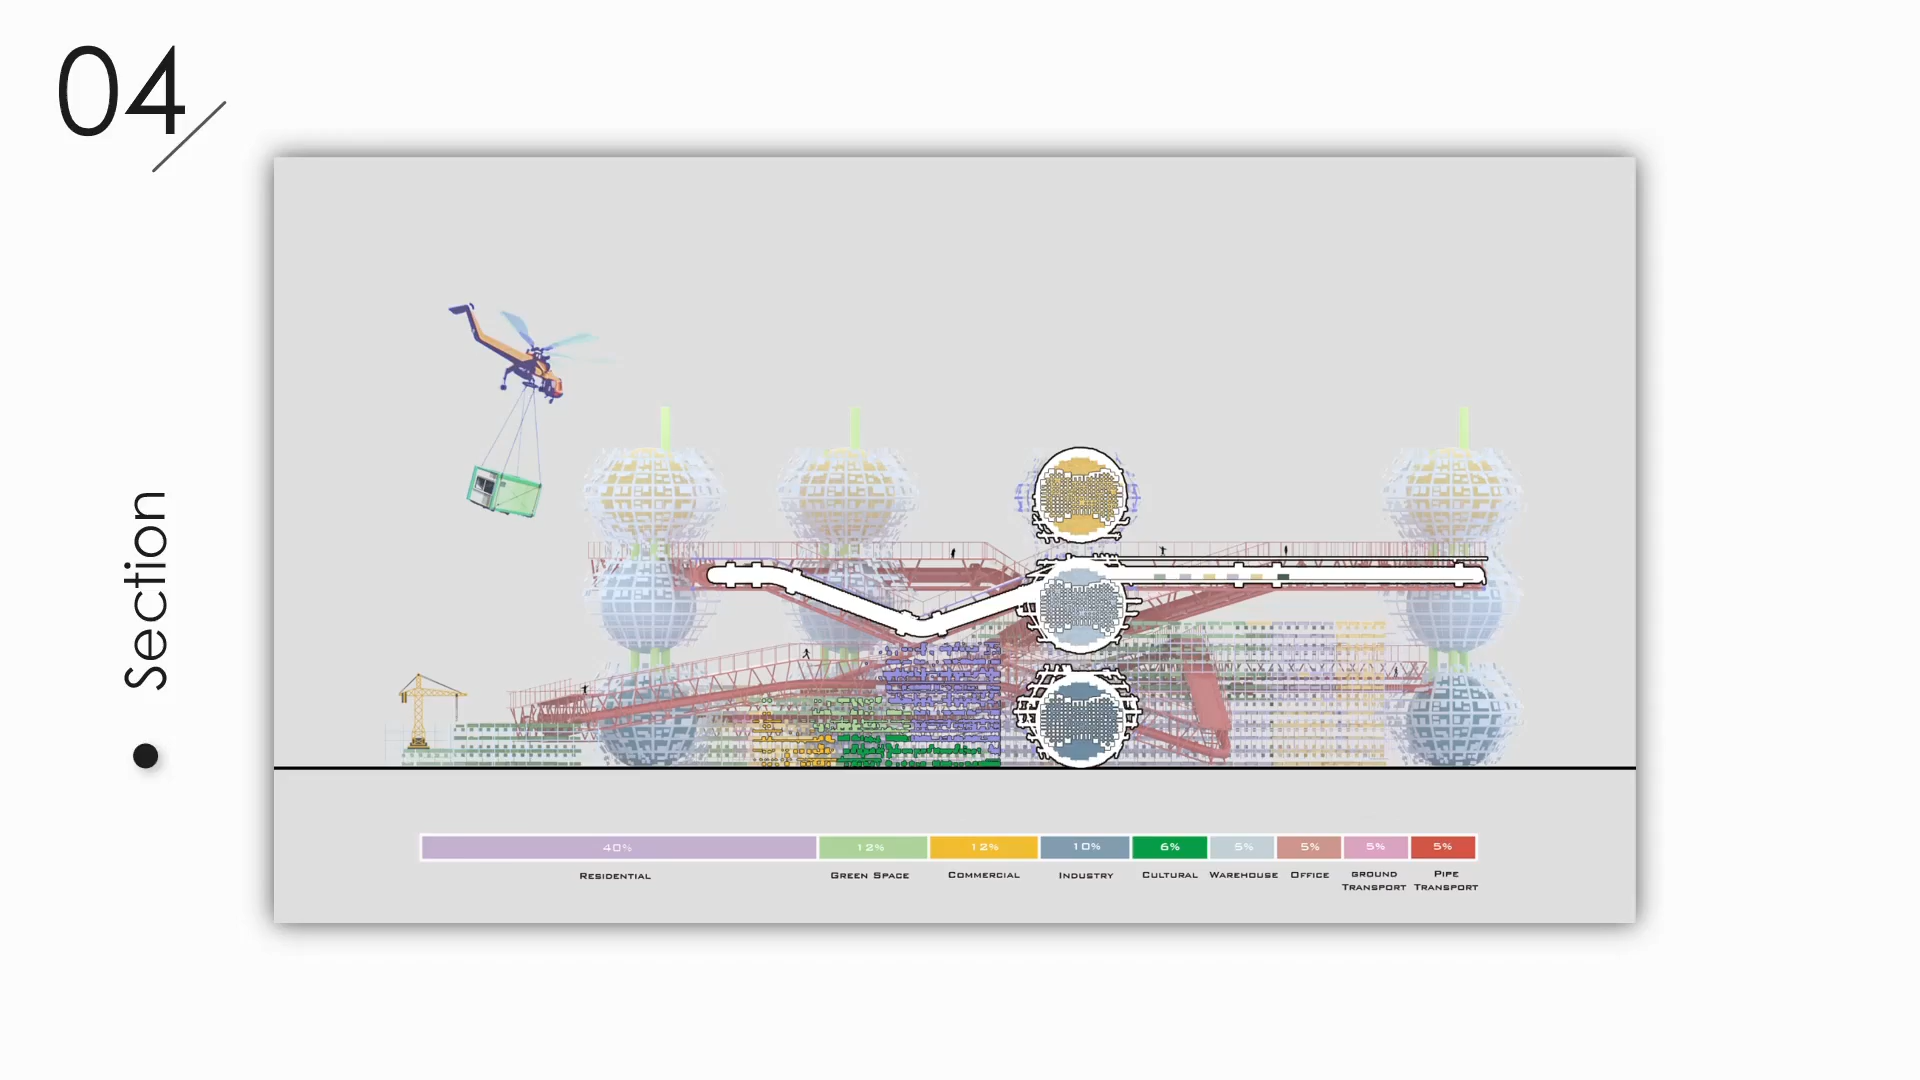 04
Section
40% 12% 12% 10% 6% 5% 5% 5% 5%
Residential Green Space Commercial Industry Cultural Warehouse Office Ground Transport Pipe Transport